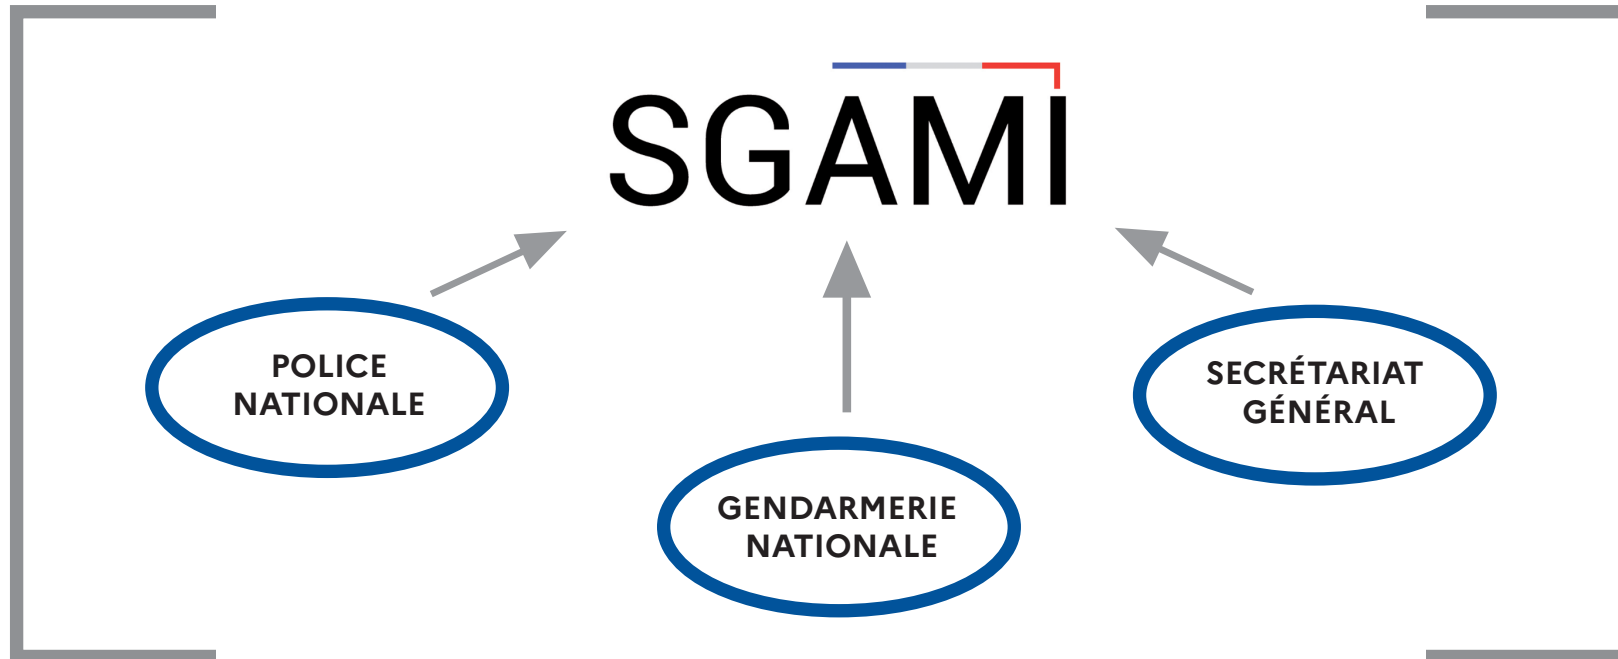 SGAMI
POLICE
NATIONALE
GENDARMERIE
NATIONALE
SECRÉTARIAT
GÉNÉRAL